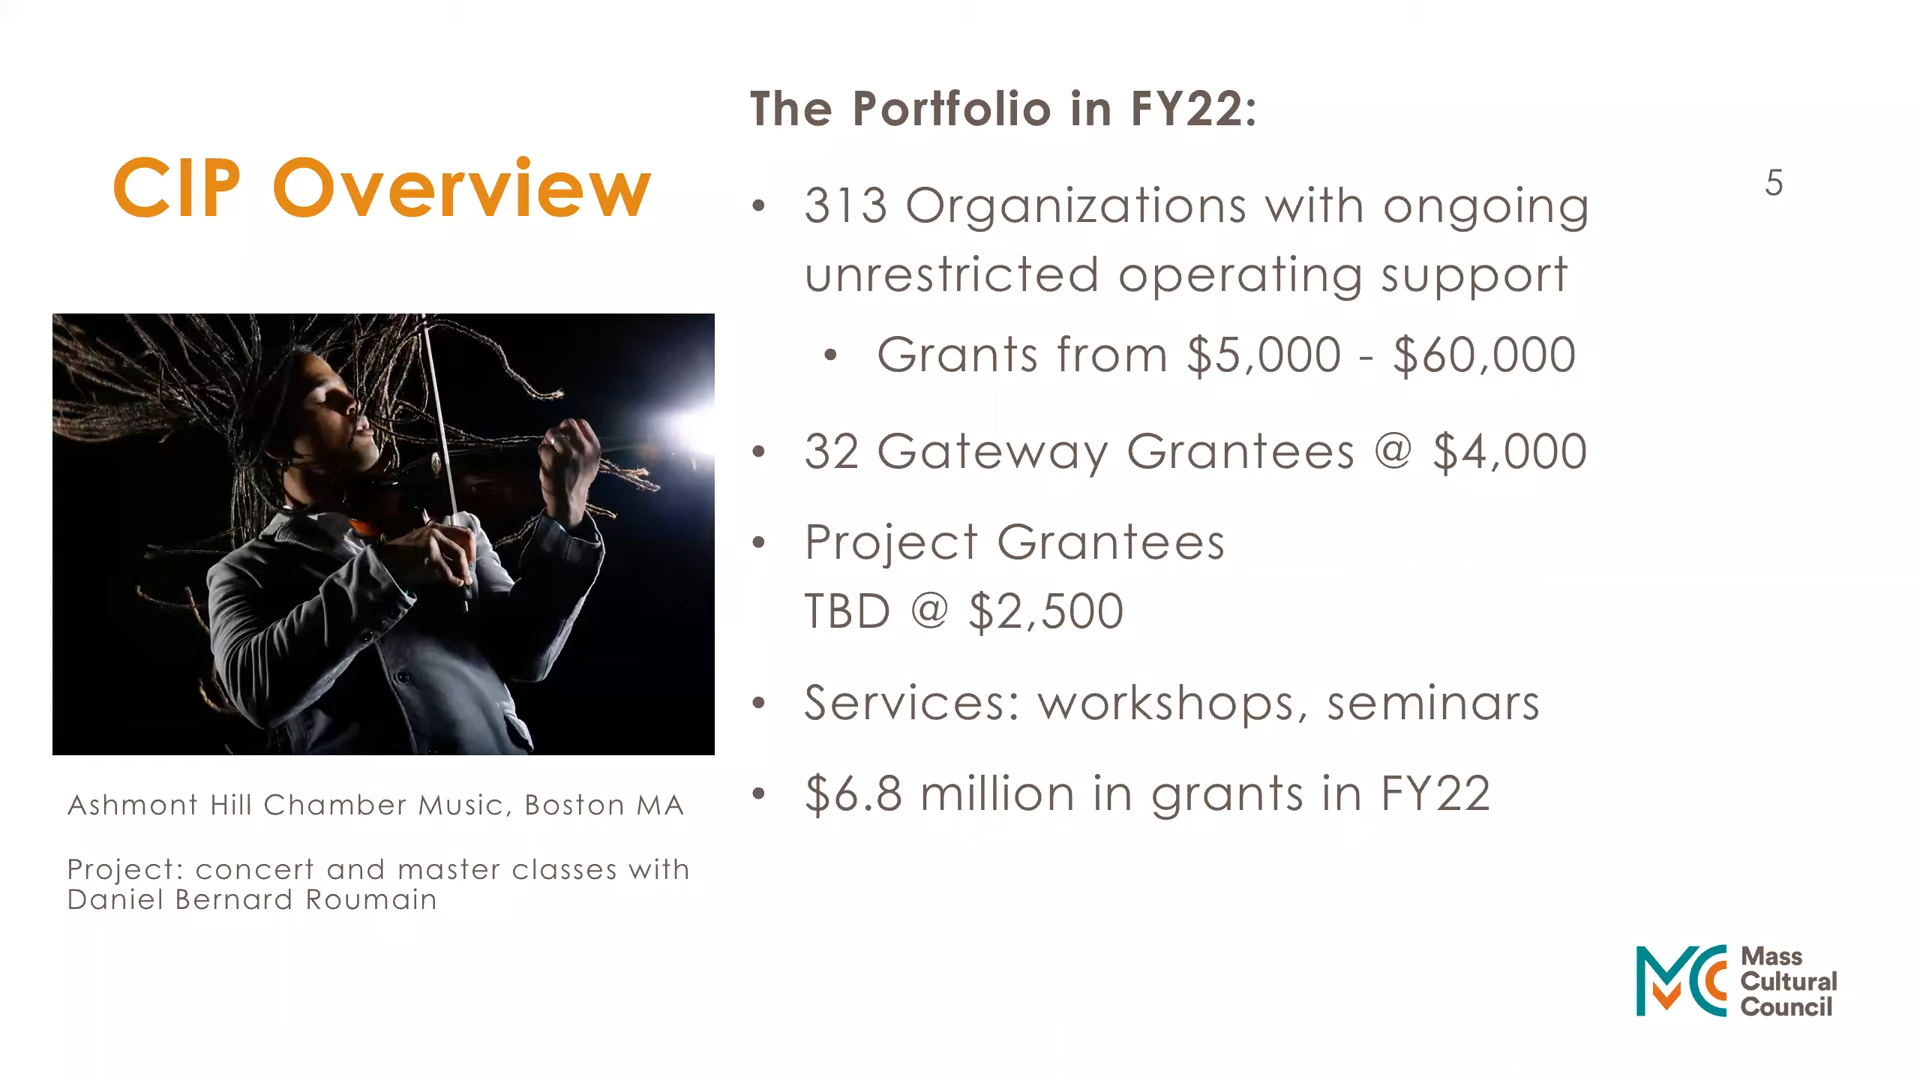 CIP Overview
Ashmont Hill Chamber Music, Boston MA
Project: concert and master classes with
Daniel Bernard Roumain
The Portfolio in FY22:
• 313 Organizations with ongoing
unrestricted operating support
• Grants from $5,000 - $60,000
• 32 Gateway Grantees @ $4,000
• Project Grantees
TBD @ $2,500
• Services: workshops, seminars
• $6.8 million in grants in FY22
5
MCC
Mass
Cultural
Council